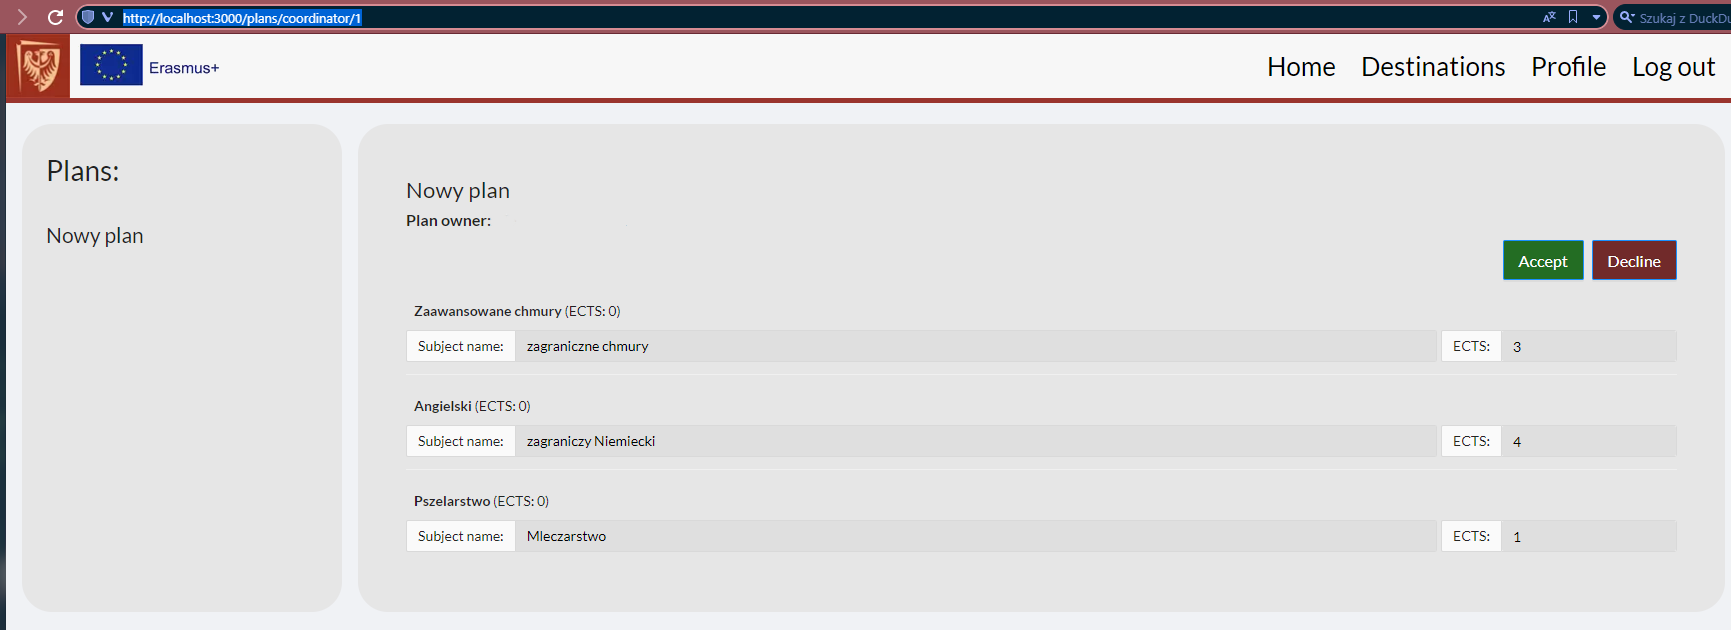 http://localhost:3000/plans/coordinator/1
Szukaj z DuckDu
Erasmus+
Home Destinations Profile Log out
Plans:
Nowy plan
Nowy plan
Plan owner:
Accept Decline
Zaawansowane chmury (ECTS: 0)
Subject name: zagraniczne chmury ECTS: 3
Angielski (ECTS: 0)
Subject name: zagraniczy Niemiecki ECTS: 4
Pszelarstwo (ECTS: 0)
Subject name: Mleczarstwo ECTS: 1